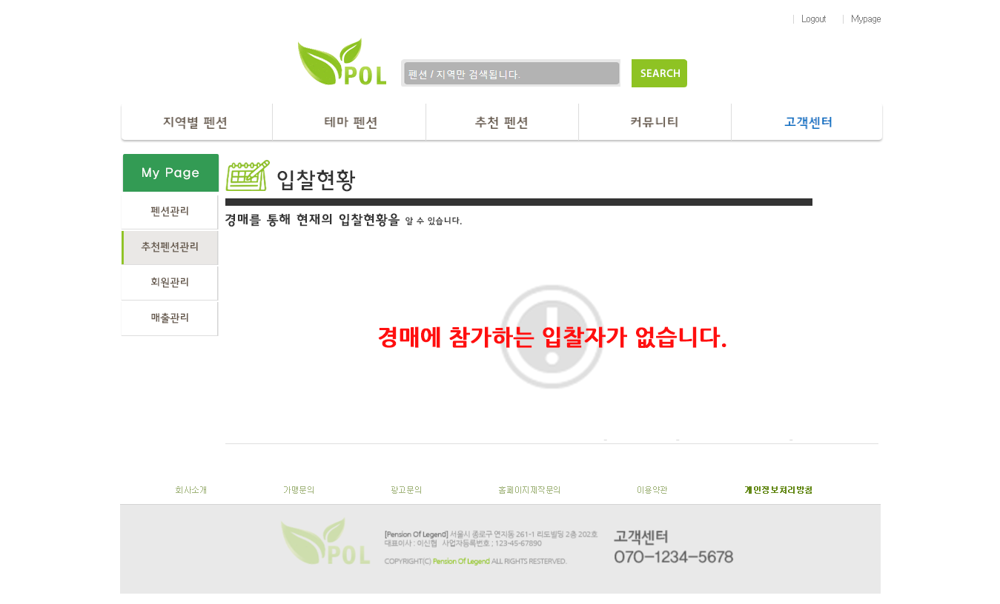 Logout Mypage
POL
펜션 / 지역만 검색됩니다.
SEARCH
지역별 펜션 테마 펜션 추천 펜션 커뮤니티 고객센터
My Page
펜션관리
추천펜션관리
회원관리
매출관리
입찰현황
경매를 통해 현재의 입찰현황을 알 수 있습니다.
경매에 참가하는 입찰자가 없습니다.
회사소개 가맹문의 광고문의 홈페이지제작문의 이용약관 개인정보처리방침
POL
[Pension Of Legend] 서울시 종로구 연지동 261-1 리도빌딩 2층 202호
대표이사 : 이신협 사업자등록번호 ; 123-45-67890
COPYRIGHT(C) Pension Of Legend ALL RIGHTS RESTERVED.
고객센터
070-1234-5678